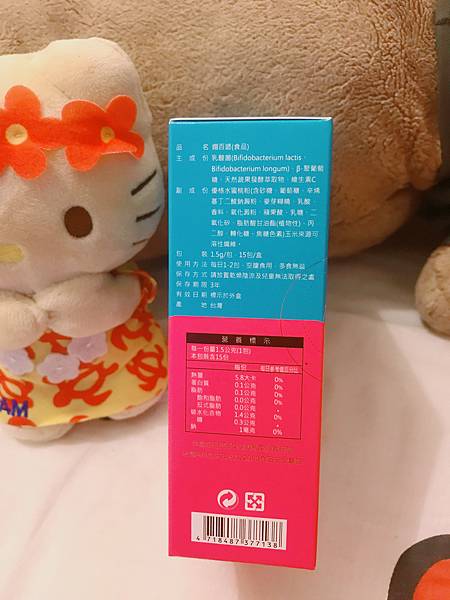 品 名 嫺百順(食品)
主 成 份 乳酸菌(Bifidobacterium lactis、
Bifidobacterium longum)、β-聚葡萄
糖、天然蔬果發酵萃取物、維生素C
副 成 份 優格水蜜桃粉(含砂糖、葡萄糖、辛烯
基丁二酸鈉澱粉、麥芽糊精、乳酸、
香料、氧化澱粉、蘋果酸、乳糖、二
氧化矽、脂肪酸甘油酯(植物性)、丙
二醇、轉化糖、焦糖色素)玉米來源可
溶性纖維。
包 裝 1.5g/包，15包/盒
使用方法 每日1-2包，空腹食用，多食無益
保存方式 請放置乾燥陰涼及兒童無法取得之處
保存期限 3年
有效日期 標示於外盒
產 地 台灣
營養標示
每一份量1.5公克(1包)
本包裝含15份
每份 每日參考值百分比
熱量 5.8大卡 0%
蛋白質 0.1公克 0%
脂肪 0.0公克 0%
飽和脂肪 0.0公克 0%
反式脂肪 0.0公克
碳水化合物 1.4公克 0%
糖 0.3公克
鈉 1毫克 0%
4 718487 377138
AM